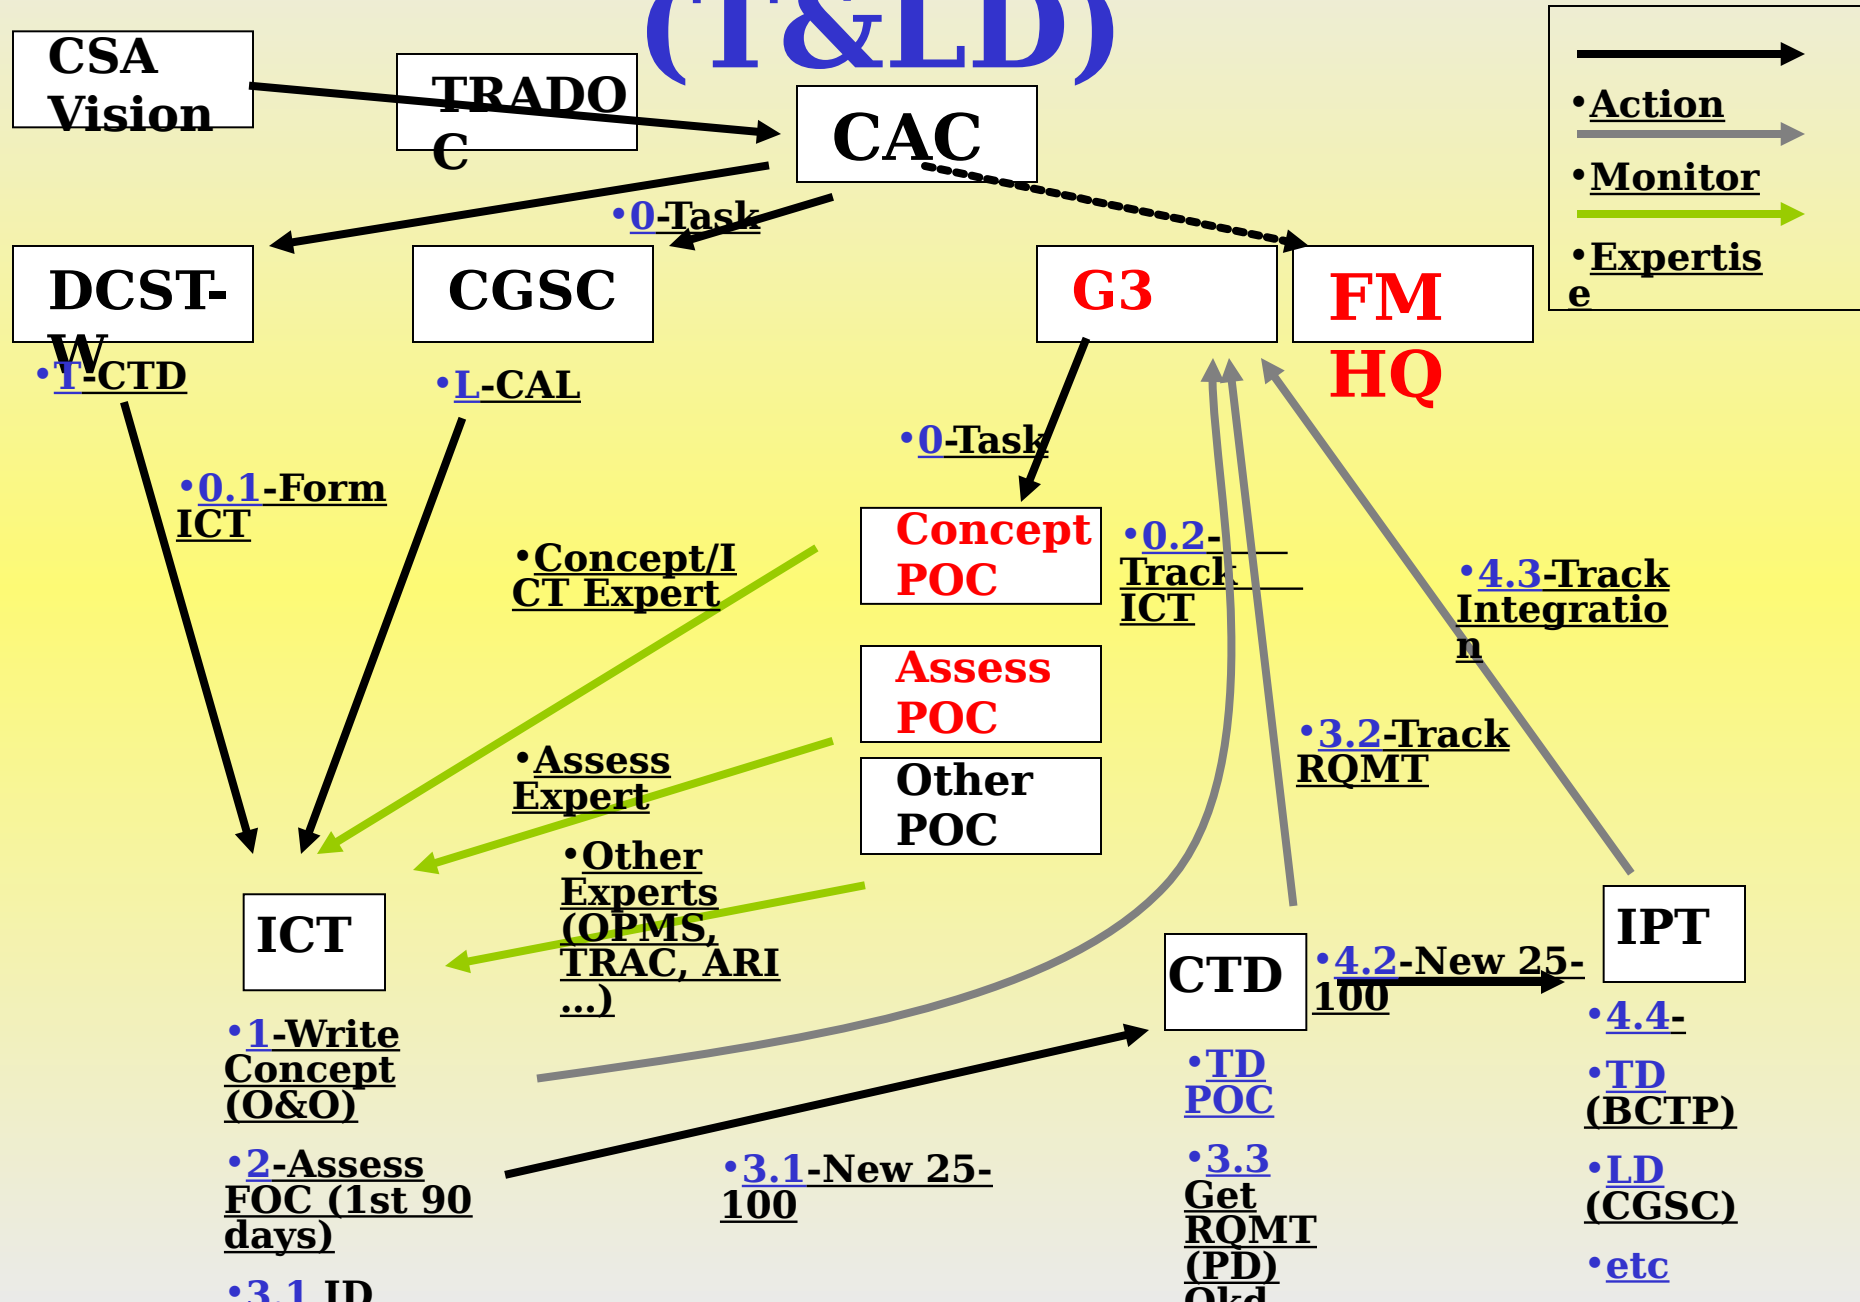 (T&LD)
CSA
Vision
TRADO
C
CAC
•Action
•Monitor
•Expertis
e
•0-Task
DCST-
W
CGSC
G3
FM
HQ
•T-CTD
•L-CAL
•0-Task
•0.1-Form
ICT
•Concept/I
CT Expert
Concept
POC
•0.2-
Track
ICT
•4.3-Track
Integratio
n
Assess
POC
•3.2-Track
RQMT
•Assess
Expert
Other
POC
•Other
Experts
(OPMS,
TRAC, ARI
…)
ICT
CTD
•4.2-New 25-
100
IPT
•1-Write
Concept
(O&O)
•2-Assess
FOC (1st 90
days)
•3.1 ID
•3.1-New 25-
100
•TD
POC
•3.3
Get
RQMT
(PD)
Okd
•4.4-
•TD
(BCTP)
•LD
(CGSC)
•etc